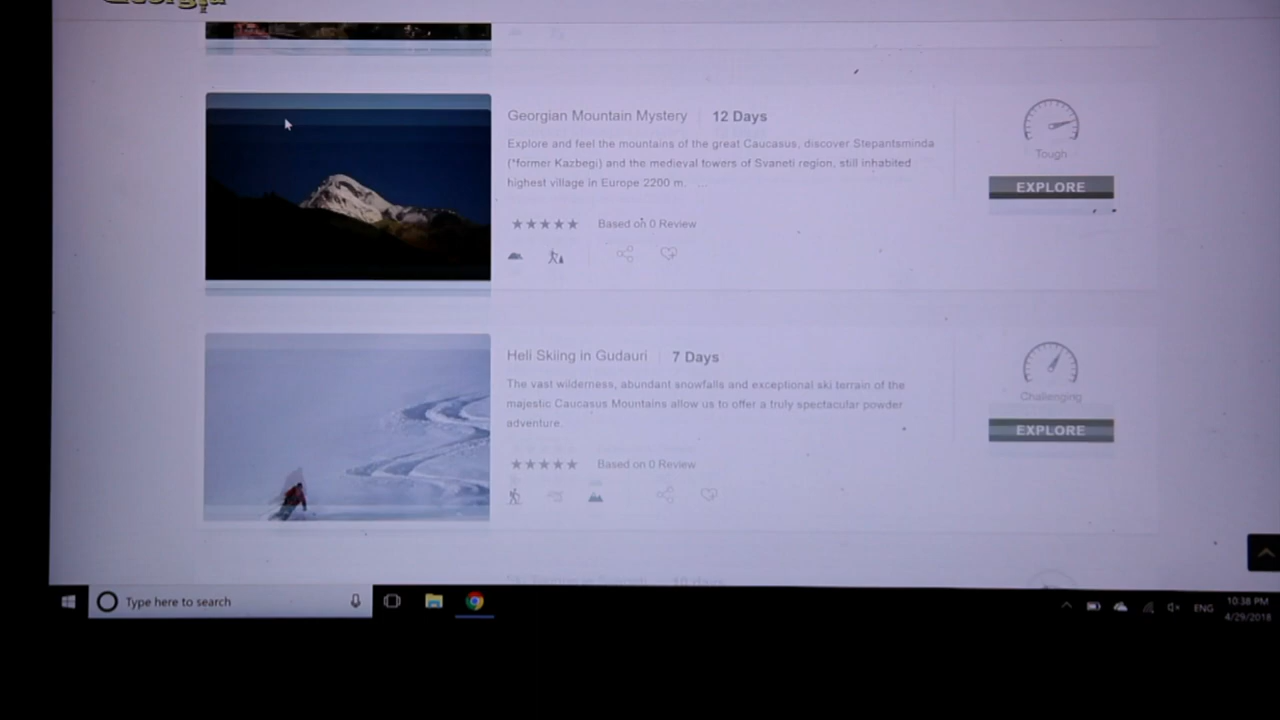 Georgia
Georgian Mountain Mystery 12 Days
Explore and feel the mountains of the great Caucasus, discover Stepantsminda
(*former Kazbegi) and the medieval towers of Svaneti region, still inhabited
highest village in Europe 2200 m. ...
Based on 0 Review
Tough
EXPLORE
Heli Skiing in Gudauri 7 Days
The vast wilderness, abundant snowfalls and exceptional ski terrain of the
majestic Caucasus Mountains allow us to offer a truly spectacular powder
adventure.
Based on 0 Review
Challenging
EXPLORE
10 days
Type here to search
ENG
10:38 PM
4/29/2018